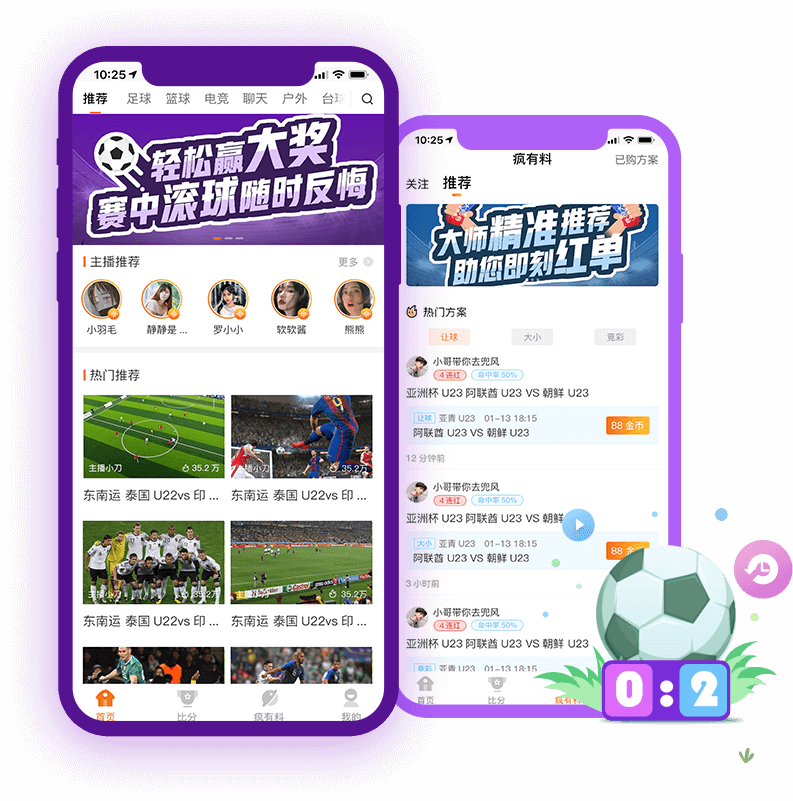 10:25
推荐 足球 篮球 电竞 聊天 户外 台球
轻松赢大奖
赛中滚球随时反悔
主播推荐 更多
小羽毛 静静是 ... 罗小小 软软酱 熊熊
热门推荐
主播小刀 35.2 万
35.2 万
东南运 泰国 U22vs 印 ... 东南运 泰国 U22vs 印 ...
主播小刀 35.2 万
主播小刀 35.2万
东南运 泰国 U22vs 印 ... 东南运 泰国 U22vs 印 ...
首页 比分 疯有料 我的
10:25
疯有料 已购方案
关注 推荐
大师精准推荐
助您即刻红单
热门方案
让球 大小 竞彩
小哥带你去兜风
4 连红 命中率 50%
亚洲杯 U23 阿联酋 U23 VS 朝鲜 U23
让球 亚青 U23 01-13 18:15
阿联酋 U23 VS 朝鲜 U23
88 金币
12 分钟前
小哥带你去兜风
4 连红 命中率 50%
亚洲杯 U23 阿联酋 U23 VS 朝鲜
大小 亚青 U23 01-13 18:15
阿联酋 U23 VS 朝鲜 U23
88 金币
3 小时前
小哥带你去兜风
4 连红 命中率 50%
亚洲杯 U23 阿联酋 U23 VS 朝鲜 U23
竞彩 亚青 U23 01-13 18:15
首页 比分 疯有料
0:2